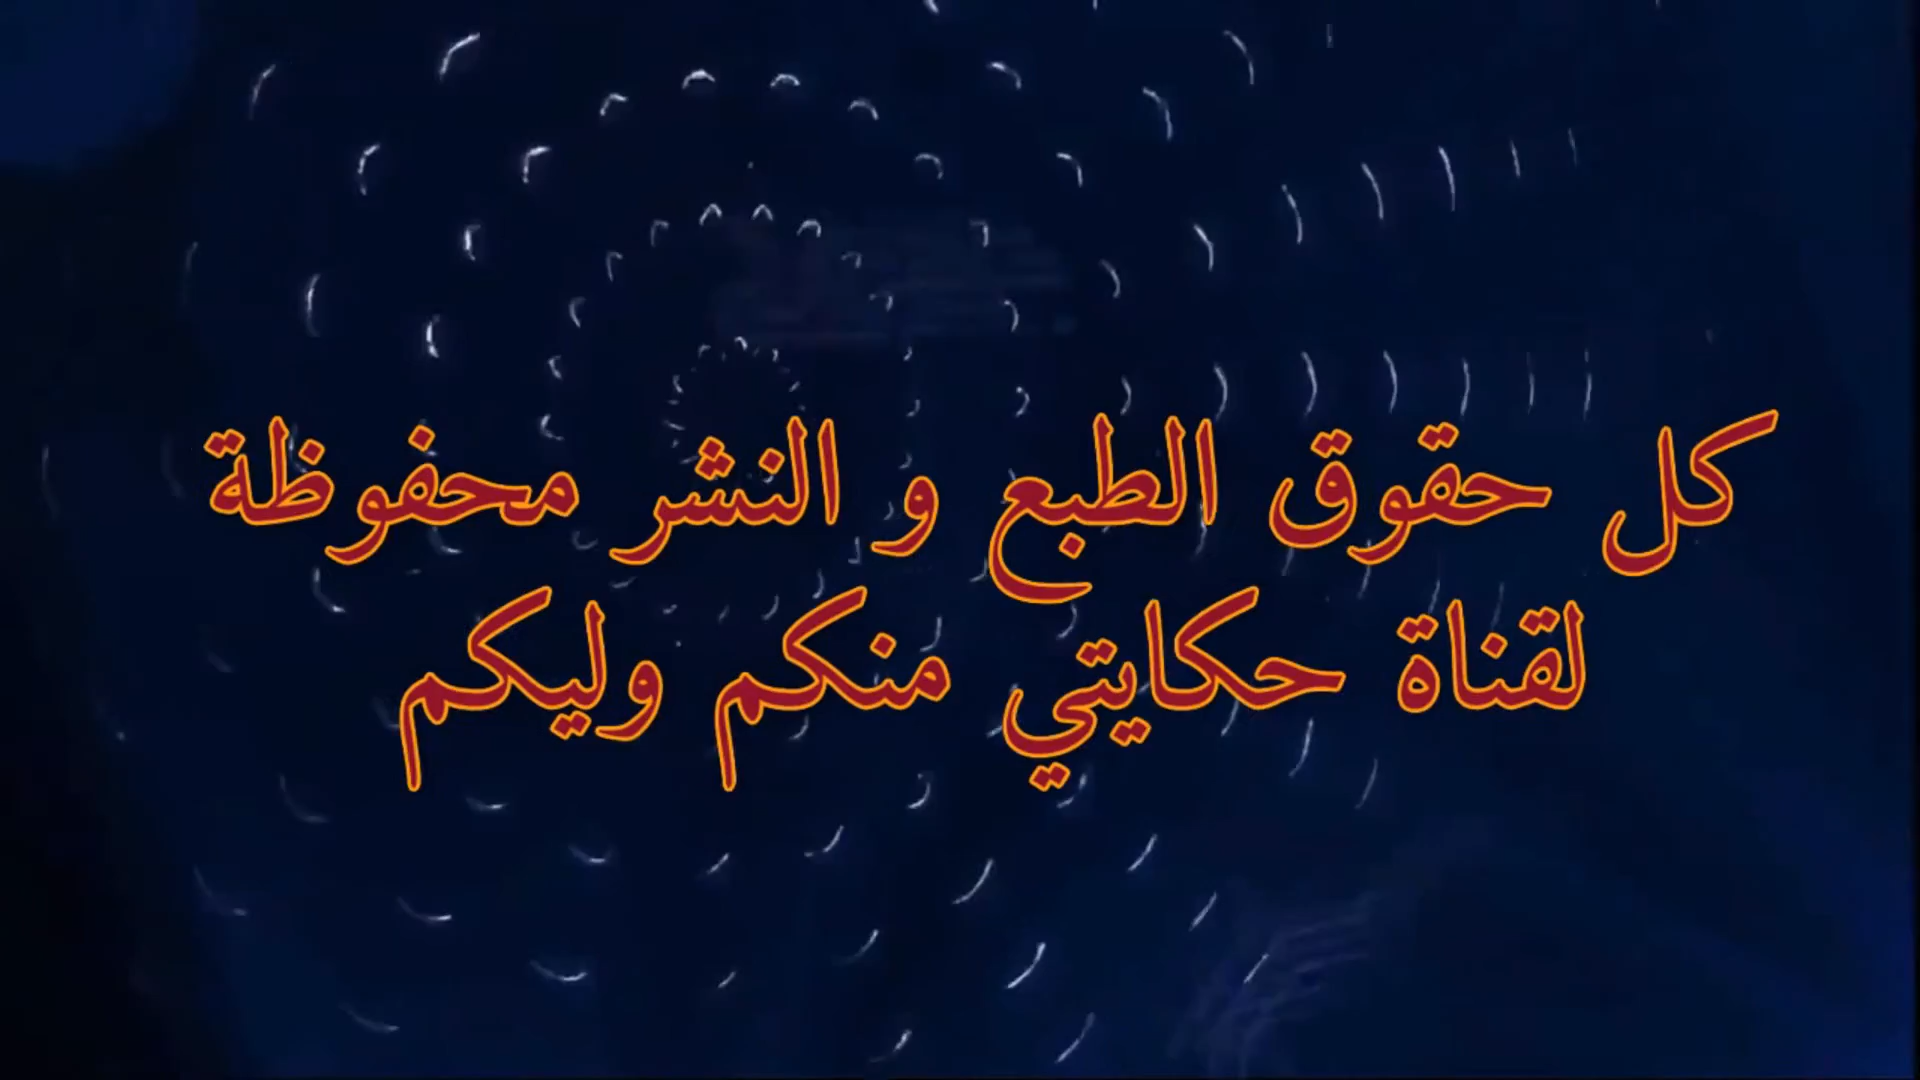 كل حقوق الطبع و النشر محفوظة
لقناة حكايتي منكم وليكم